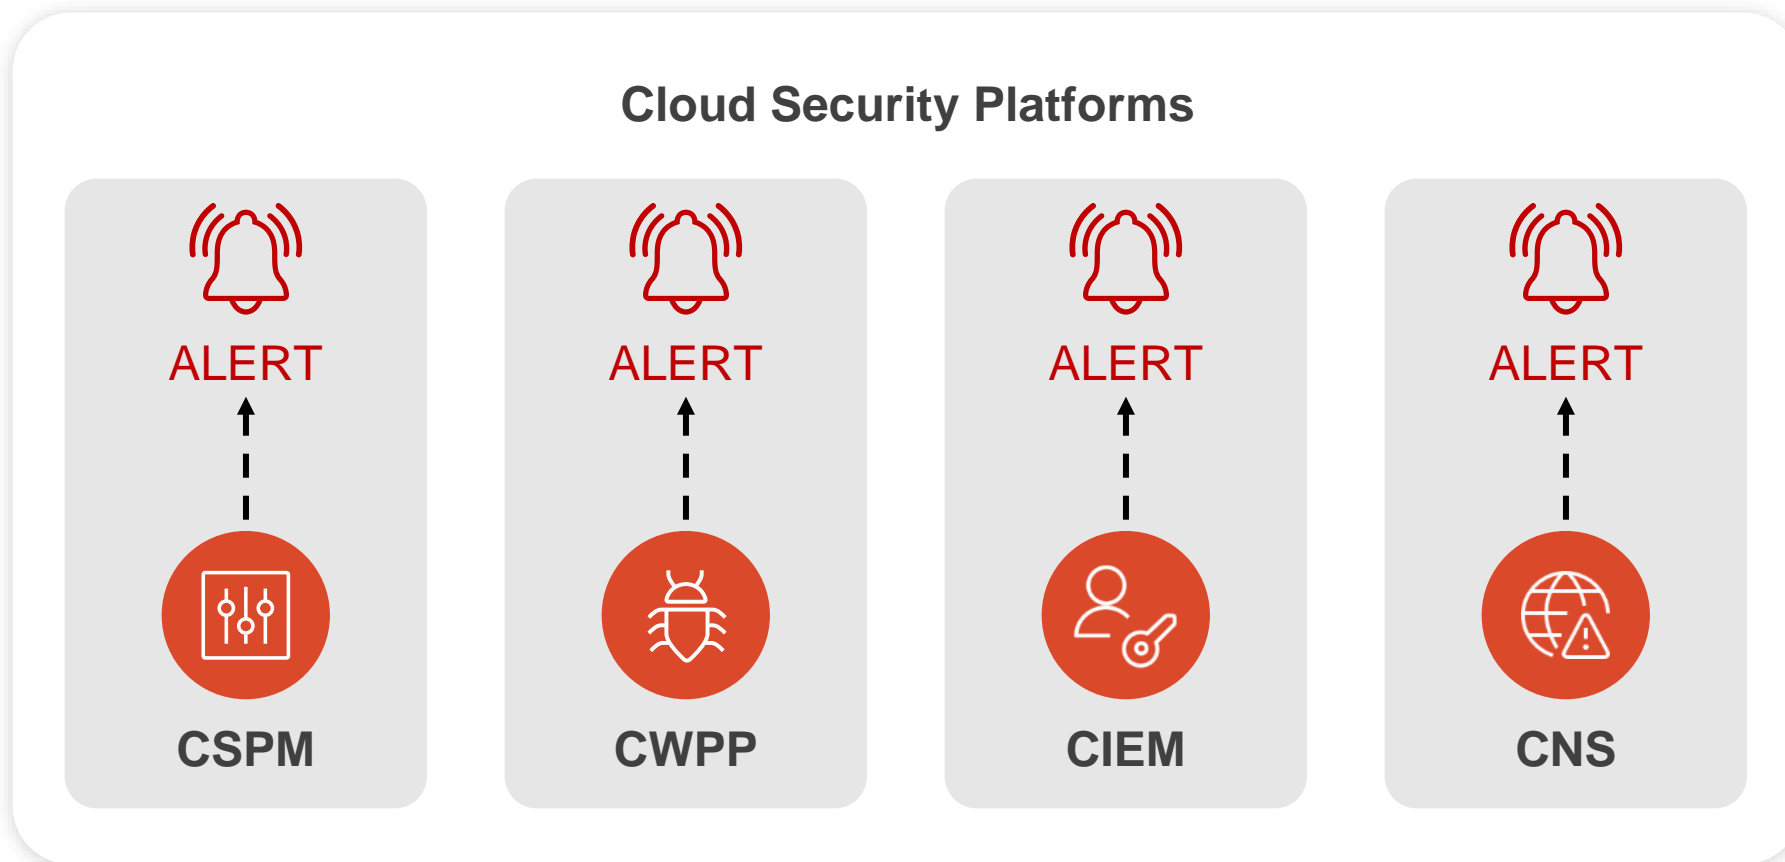 Cloud Security Platforms
ALERT
ALERT
ALERT
ALERT
CSPM
CWPP
CIEM
CNS